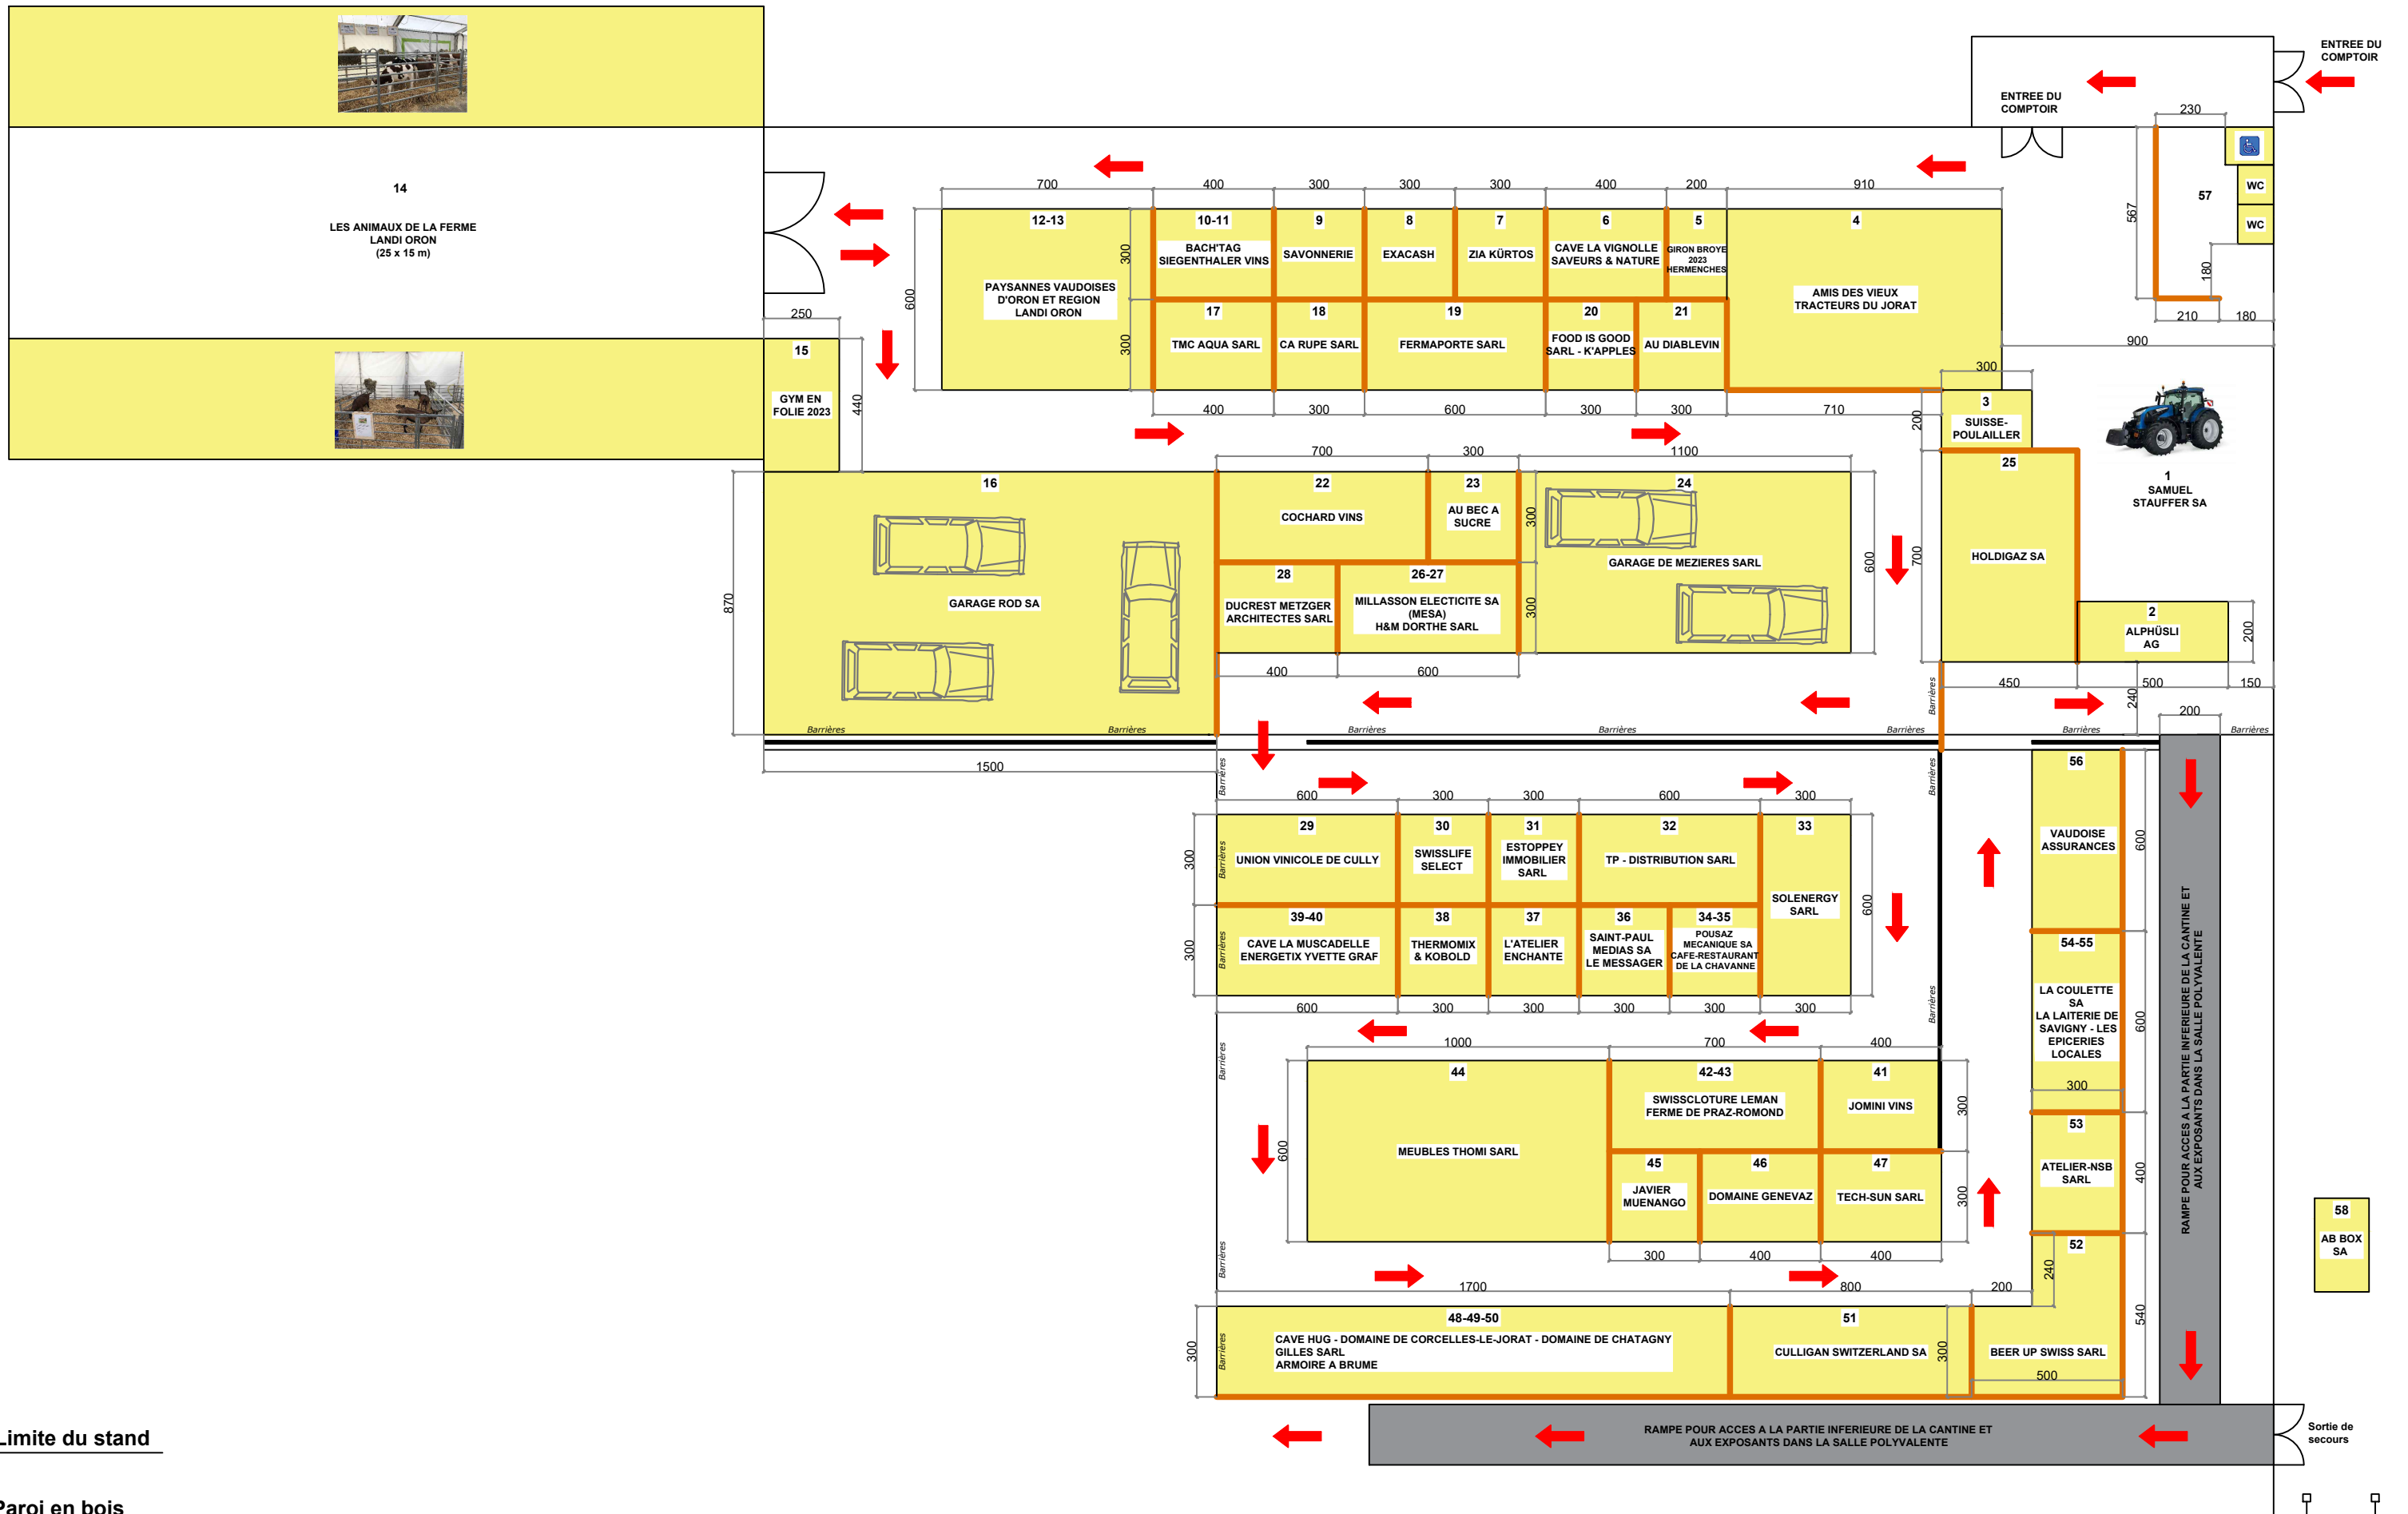 ENTREE DU
COMPTOIR
ENTREE DU
COMPTOIR
230
WC
WC
57
567
180
210
180
900
14
LES ANIMAUX DE LA FERME
LANDI ORON
(25 x 15 m)
700
400
300
300
300
400
200
910
12-13
PAYSANNES VAUDOISES
D'ORON ET REGION
LANDI ORON
600
300
300
10-11
BACH'TAG
SIEGENTHALER VINS
9
SAVONNERIE
8
EXACASH
7
ZIA KÜRTOS
6
CAVE LA VIGNOLLE
SAVEURS & NATURE
5
GIRON BROYE
2023
HERMENCHES
4
AMIS DES VIEUX
TRACTEURS DU JORAT
17
TMC AQUA SARL
18
CA RUPE SARL
19
FERMAPORTE SARL
20
FOOD IS GOOD
SARL - K'APPLES
21
AU DIABLEVIN
400
300
600
300
300
710
250
15
GYM EN
FOLIE 2023
440
300
200
3
SUISSE-
POULAILLER
25
HOLDIGAZ SA
700
1
SAMUEL
STAUFFER SA
2
ALPHÜSLI
AG
200
450
500
150
240
200
700
300
1100
16
GARAGE ROD SA
870
22
COCHARD VINS
23
AU BEC A
SUCRE
24
GARAGE DE MEZIERES SARL
300
300
600
28
DUCREST METZGER
ARCHITECTES SARL
26-27
MILLASSON ELECTICITE SA
(MESA)
H&M DORTHE SARL
400
600
Barrières
Barrières
Barrières
Barrières
Barrières
Barrières
Barrières
Barrières
1500
Barrières
Barrières
600
300
300
600
300
29
UNION VINICOLE DE CULLY
30
SWISSLIFE
SELECT
31
ESTOPPEY
IMMOBILIER
SARL
32
TP - DISTRIBUTION SARL
33
SOLENERGY
SARL
300
300
Barrières
Barrières
600
39-40
CAVE LA MUSCADELLE
ENERGETIX YVETTE GRAF
38
THERMOMIX
& KOBOLD
37
L'ATELIER
ENCHANTE
36
SAINT-PAUL
MEDIAS SA
LE MESSAGER
34-35
POUSAZ
MECANIQUE SA
CAFE-RESTAURANT
DE LA CHAVANNE
600
300
300
300
300
300
Barrières
Barrières
56
VAUDOISE
ASSURANCES
600
54-55
LA COULETTE
SA
LA LAITERIE DE
SAVIGNY - LES
EPICERIES
LOCALES
600
300
53
ATELIER-NSB
SARL
400
52
240
BEER UP SWISS SARL
540
500
RAMPE POUR ACCES A LA PARTIE INFERIEURE DE LA CANTINE ET
AUX EXPOSANTS DANS LA SALLE POLYVALENTE
1000
700
400
44
MEUBLES THOMI SARL
600
42-43
SWISSCLOTURE LEMAN
FERME DE PRAZ-ROMOND
41
JOMINI VINS
300
45
JAVIER
MUENANGO
46
DOMAINE GENEVAZ
47
TECH-SUN SARL
300
300
400
400
Barrières
58
AB BOX
SA
1700
800
200
300
Barrières
48-49-50
CAVE HUG - DOMAINE DE CORCELLES-LE-JORAT - DOMAINE DE CHATAGNY
GILLES SARL
ARMOIRE A BRUME
51
CULLIGAN SWITZERLAND SA
300
RAMPE POUR ACCES A LA PARTIE INFERIEURE DE LA CANTINE ET
AUX EXPOSANTS DANS LA SALLE POLYVALENTE
Sortie de
secours
Limite du stand
Paroi en bois